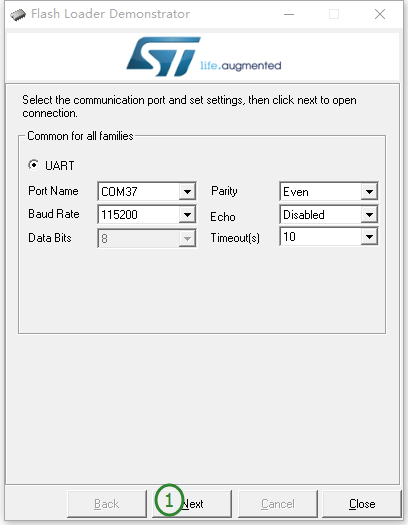 Flash Loader Demonstrator
ST life.augmented
Select the communication port and set settings, then click next to open
connection.
Common for all families
UART
Port Name COM37 Parity Even
Baud Rate 115200 Echo Disabled
Data Bits 8 Timeout(s) 10
Back 1 Next Cancel Close